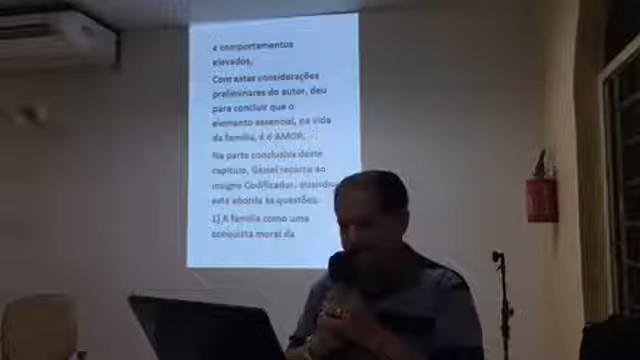 e comportamentos
elevados.
Com estas considerações
preliminares do autor, deu
para concluir que o
elemento essencial, na vida
da família, é o AMOR.
Na parte conclusiva deste
capítulo, recorre ao
insigne Codificador, quando
este aborda as questões:
1) A família como uma
conquista moral da